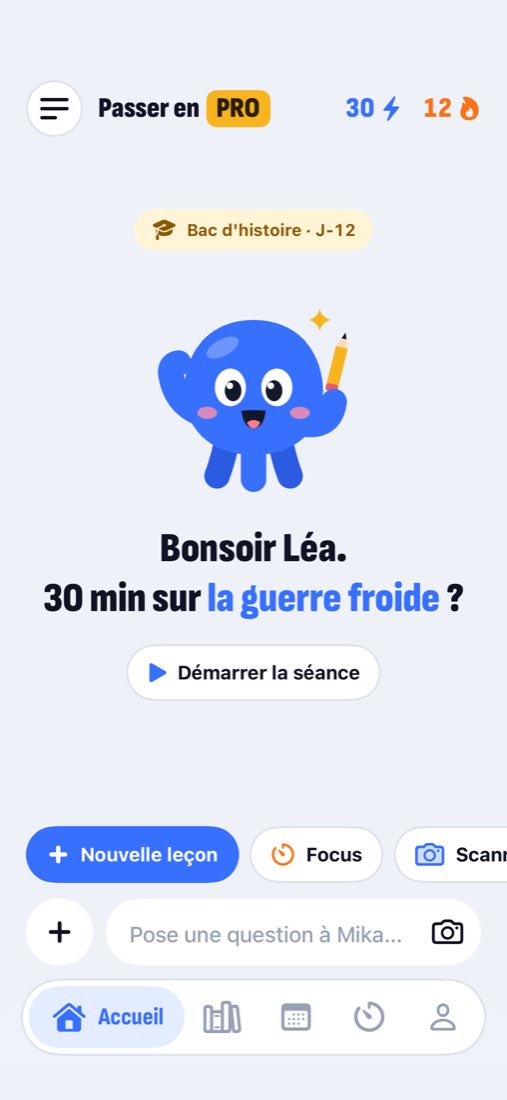 Passer en PRO
30
12
Bac d'histoire · J-12
Bonsoir Léa.
30 min sur la guerre froide ?
Démarrer la séance
Nouvelle leçon
Focus
Scanr
Pose une question à Mika...
Accueil